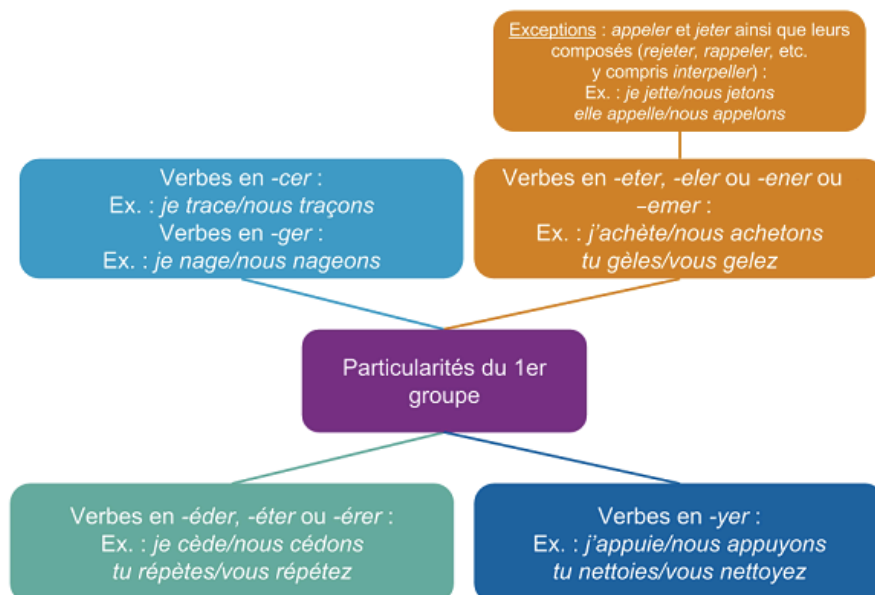 Exceptions : appeler et jeter ainsi que leurs
composés (rejeter, rappeler, etc.
y compris interpeller) :
Ex. : je jette/nous jetons
elle appelle/nous appelons
Verbes en -cer :
Ex. : je trace/nous traçons
Verbes en -ger :
Ex. : je nage/nous nageons
Verbes en -eter, -eler ou -ener ou
–emer :
Ex. : j’achète/nous achetons
tu gèles/vous gelez
Particularités du 1er
groupe
Verbes en -éder, -éter ou -érer :
Ex. : je cède/nous cédons
tu répètes/vous répétez
Verbes en -yer :
Ex. : j’appuie/nous appuyons
tu nettoies/vous nettoyez